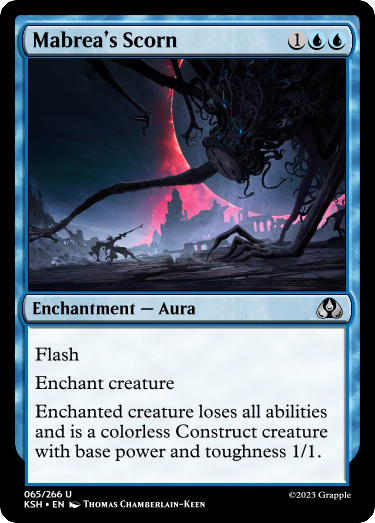 Mabrea's Scorn 1
Enchantment — Aura
Flash
Enchant creature
Enchanted creature loses all abilities
and is a colorless Construct creature
with base power and toughness 1/1.
065/266 U ©2023 Grapple
KSH • EN Thomas Chamberlain-Keen